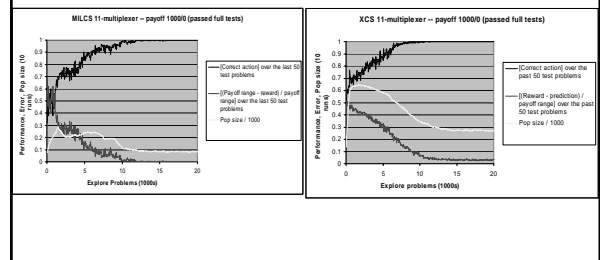 MILCS 11-multiplexer -- payoff 1000/0 (passed full tests)
Performance, Error, Pop size (10 runs)
1
0.9
0.8
0.7
0.6
0.5
0.4
0.3
0.2
0.1
0
0
5
10
15
20
Explore Problems (1000s)
[Correct action] over the last 50
test problems
[(Payoff range - reward) / payoff
range] over the last 50 test
problems
Pop size / 1000
XCS 11-multiplexer -- payoff 1000/0 (passed full tests)
Performance, Error, Pop size (10
runs)
1
0.9
0.8
0.7
0.6
0.5
0.4
0.3
0.2
0.1
0
0
5
10
15
20
Explore Problems (1000s)
[Correct action] over the
past 50 test problems
[(Reward - prediction) /
payoff range] over the past
50 test problems
Pop size / 1000